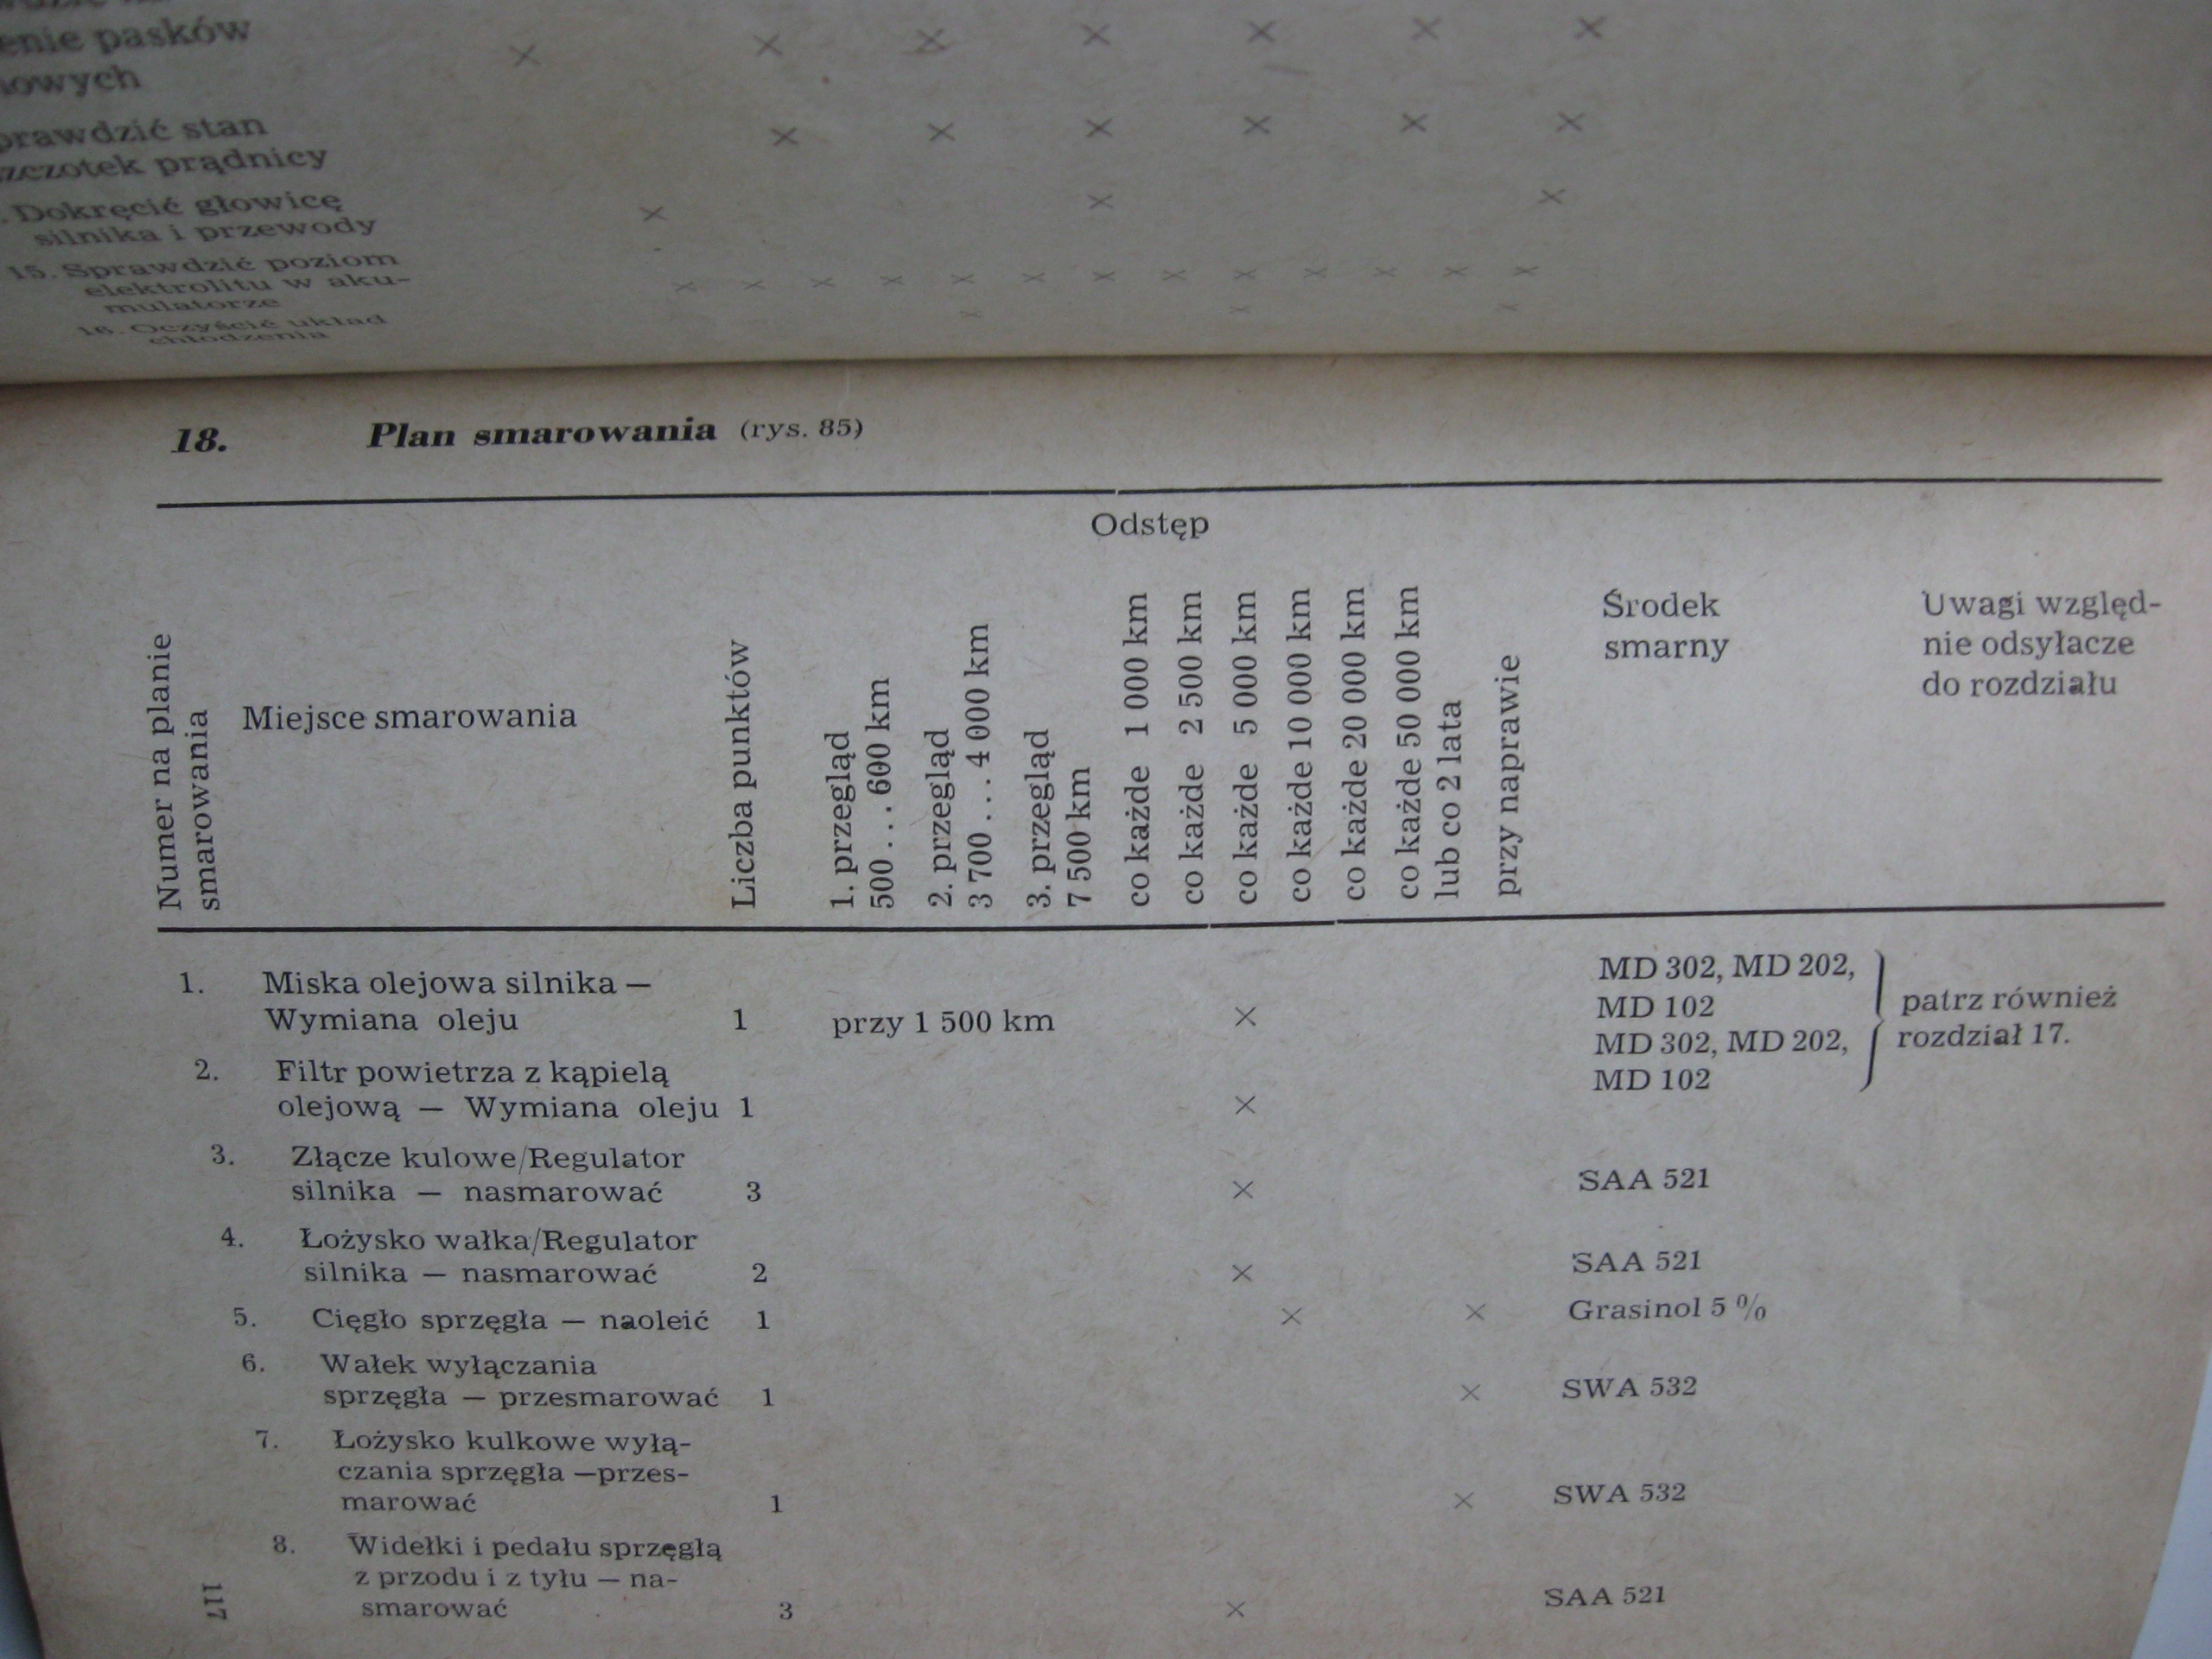 pasków
stan
prądnicy
Dokręcić głowicę
silnika i przewody
15. Sprawdzić poziom
elektrolitu w aku-
mulatorze
16. Oczyścić układ
chłodzenia
18. Plan smarowania (rys. 85)
Odstęp
Numer na planie
smarowania
Miejsce smarowania
Liczba punktów
1. przegląd
500 . . . 600 km
2. przegląd
3 700 . . . 4 000 km
3. przegląd
7 500 km
co każde 1 000 km
co każde 2 500 km
co każde 5 000 km
co każde 10 000 km
co każde 20 000 km
co każde 50 000 km
lub co 2 lata
przy naprawie
Środek
smarny
Uwagi względ-
nie odsyłacze
do rozdziału
1. Miska olejowa silnika — MD 302, MD 202,
Wymiana oleju 1 przy 1 500 km × MD 102 patrz również
2. Filtr powietrza z kąpielą MD 302, MD 202, rozdział 17.
olejową — Wymiana oleju 1 × MD 102
3. Złącze kulowe/Regulator
silnika — nasmarować 3 × SAA 521
4. Łożysko wałka/Regulator
silnika — nasmarować 2 × SAA 521
5. Cięgło sprzęgła — naoleić 1 × × Grasinol 5 %
6. Wałek wyłączania
sprzęgła — przesmarować 1 × SWA 532
7. Łożysko kulkowe wyłą-
czania sprzęgła —przes-
marować 1 × SWA 532
8. Widełki i pedału sprzęgłą
z przodu i z tyłu — na-
smarować 3 × SAA 521
117